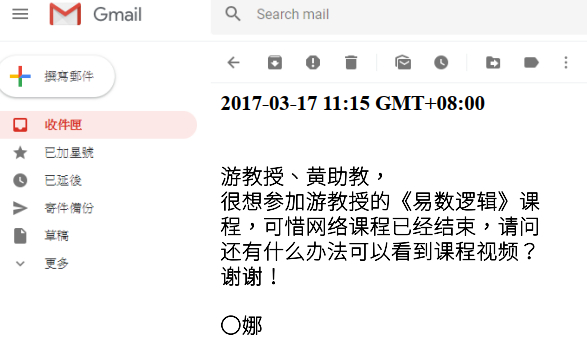 Gmail
Search mail
撰寫郵件
收件匣
已加星號
已延後
寄件備份
草稿
更多
2017-03-17 11:15 GMT+08:00
游教授、黄助教，
很想参加游教授的《易数逻辑》课
程，可惜网络课程已经结束，请问
还有什么办法可以看到课程视频？
谢谢！
〇娜